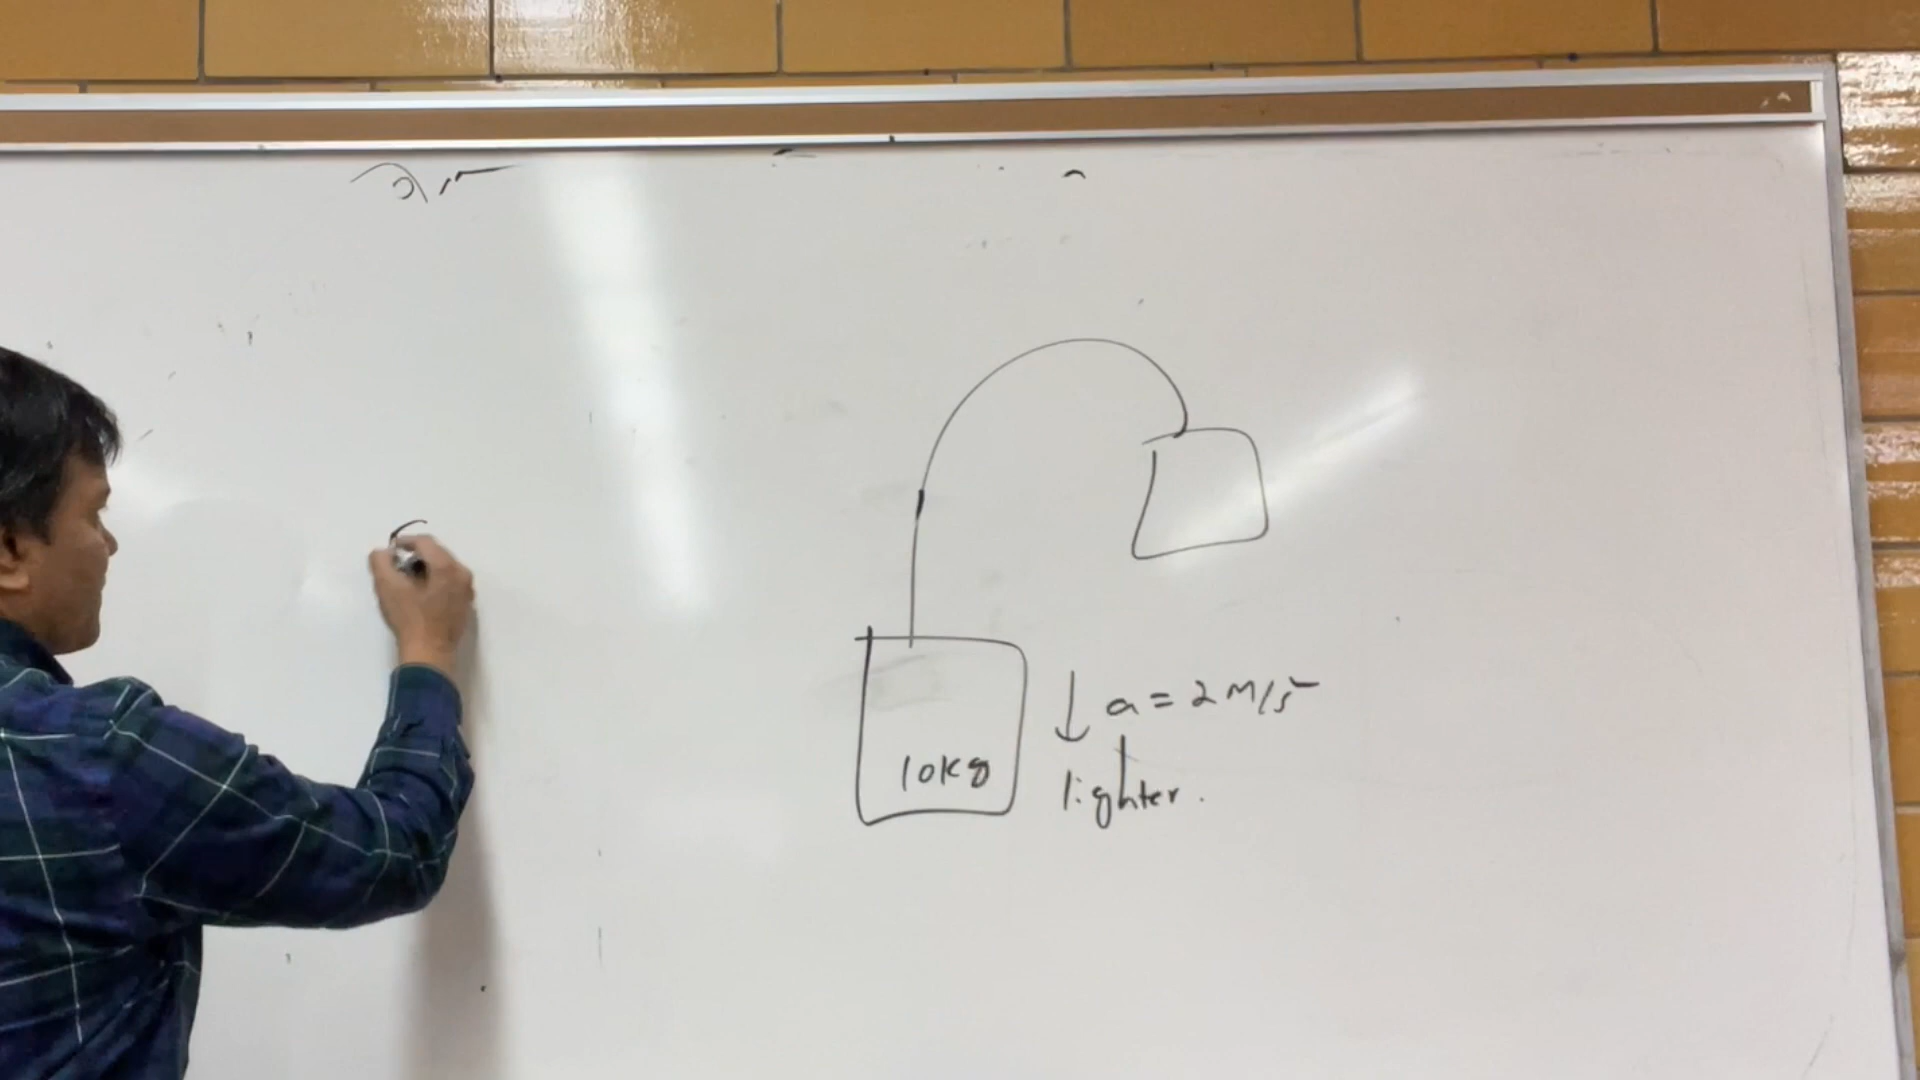 a = 2 m/s²
10kg
lighter.